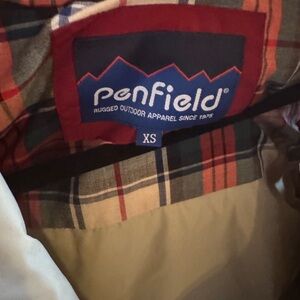 Penfield®
RUGGED OUTDOOR APPAREL SINCE 1975
XS